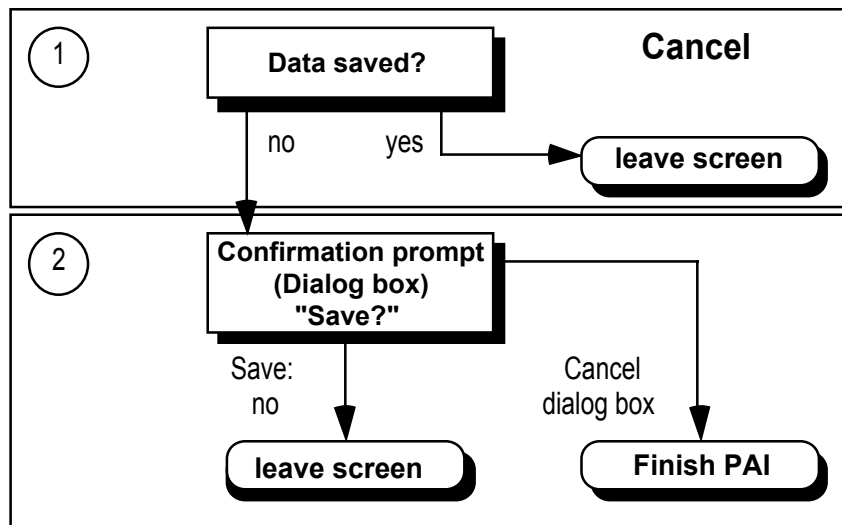 1
Data saved?
Cancel
no
yes
leave screen
2
Confirmation prompt
(Dialog box)
"Save?"
Save:
no
Cancel
dialog box
leave screen
Finish PAI